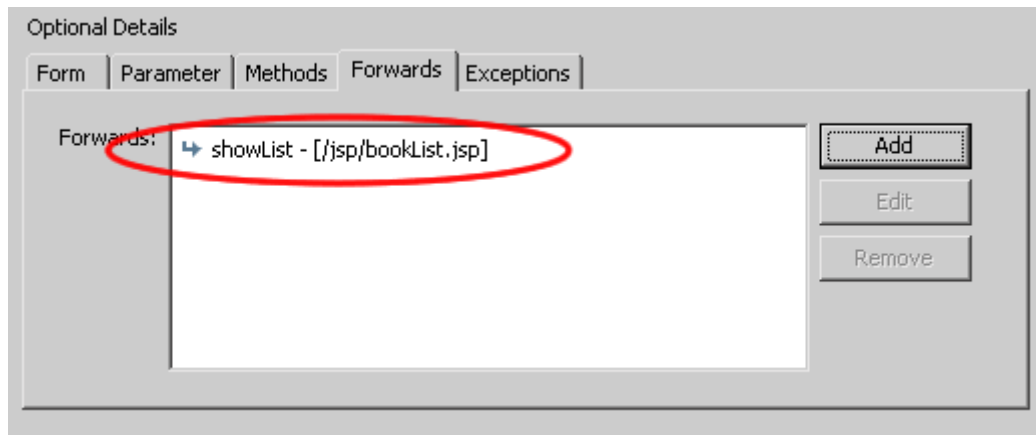 Optional Details
Form Parameter Methods Forwards Exceptions
Forwards:
showList - [/jsp/bookList.jsp]
Add
Edit
Remove